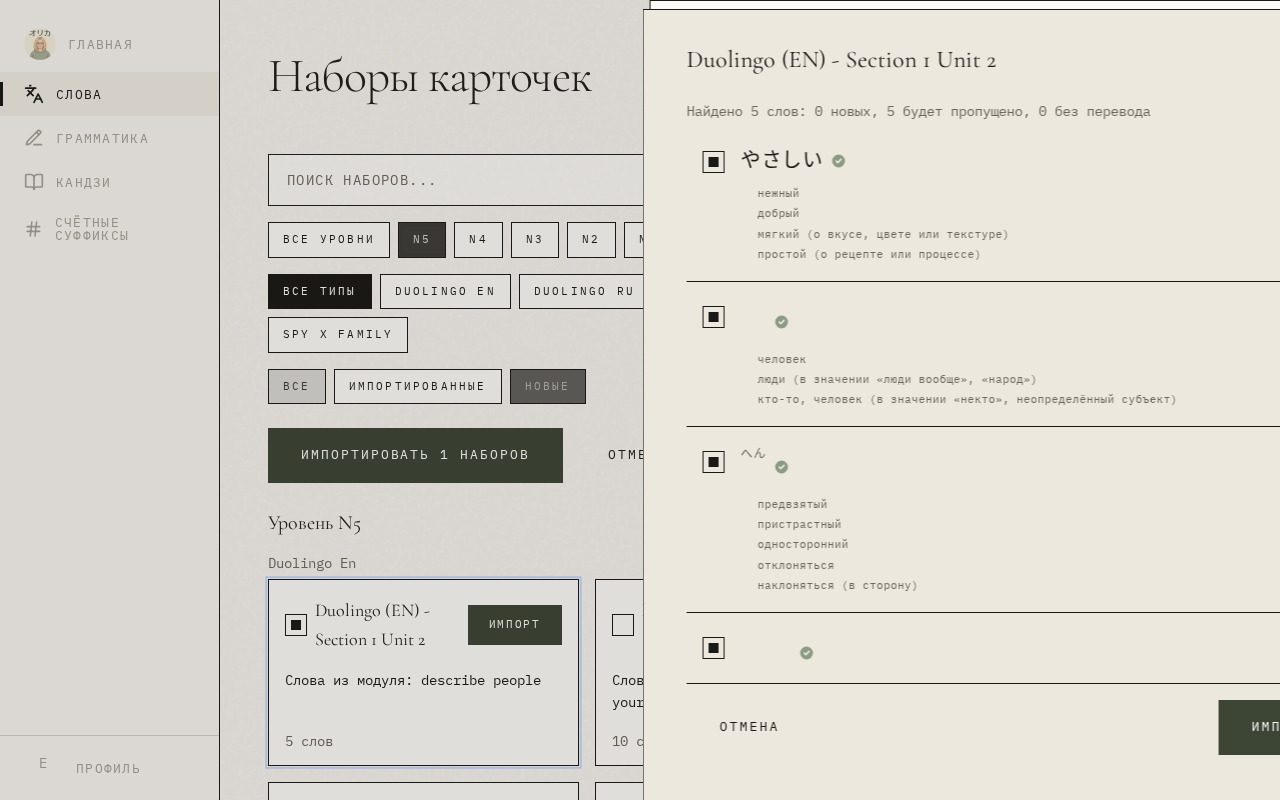 オリカ
ГЛАВНАЯ
СЛОВА
ГРАММАТИКА
КАНДЗИ
СЧЁТНЫЕ
СУФФИКСЫ
Е
ПРОФИЛЬ
Наборы карточек
ПОИСК НАБОРОВ...
ВСЕ УРОВНИ
N5
N4
N3
N2
ВСЕ ТИПЫ
DUOLINGO EN
DUOLINGO RU
SPY X FAMILY
ВСЕ
ИМПОРТИРОВАННЫЕ
НОВЫЕ
ИМПОРТИРОВАТЬ 1 НАБОРОВ
ОТМЕ
Уровень N5
Duolingo En
Duolingo (EN) -
Section 1 Unit 2
ИМПОРТ
Слова из модуля: describe people
5 слов
Слов
your
10 с
Duolingo (EN) - Section 1 Unit 2
Найдено 5 слов: 0 новых, 5 будет пропущено, 0 без перевода
やさしい
нежный
добрый
мягкий (о вкусе, цвете или текстуре)
простой (о рецепте или процессе)
человек
люди (в значении «люди вообще», «народ»)
кто-то, человек (в значении «некто», неопределённый субъект)
へん
предвзятый
пристрастный
односторонний
отклоняться
наклоняться (в сторону)
ОТМЕНА
ИМП